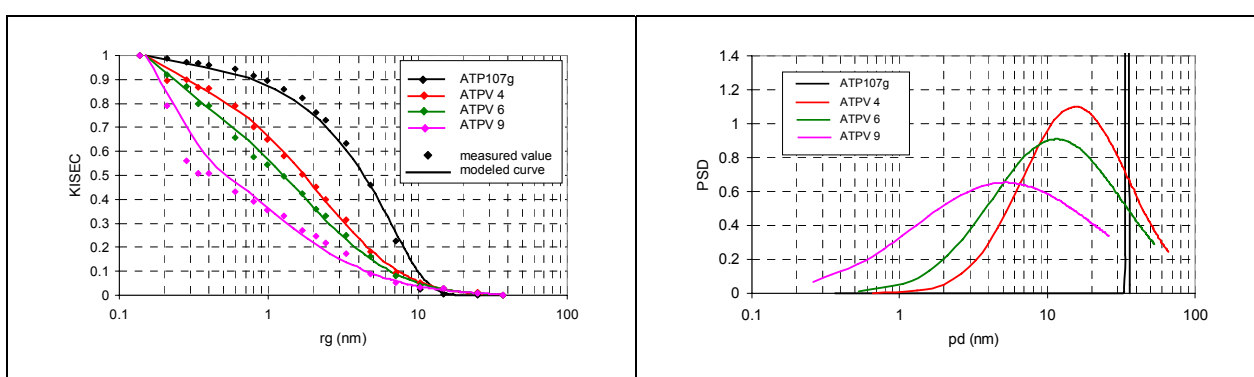 KISEC
1
0.9
0.8
0.7
0.6
0.5
0.4
0.3
0.2
0.1
0
0.1
1
10
100
rg (nm)
ATP107g
ATPV 4
ATPV 6
ATPV 9
measured value
modeled curve
PSD
1.4
1.2
1
0.8
0.6
0.4
0.2
0
0.1
1
10
100
pd (nm)
ATP107g
ATPV 4
ATPV 6
ATPV 9